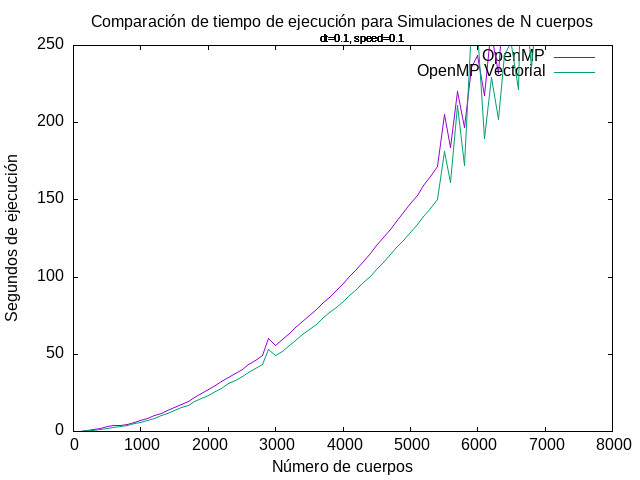 Comparación de tiempo de ejecución para Simulaciones de N cuerpos
dt=0.1, speed=0.1
OpenMP
OpenMP Vectorial
250
200
150
100
50
0
Segundos de ejecución
0 1000 2000 3000 4000 5000 6000 7000 8000
Número de cuerpos